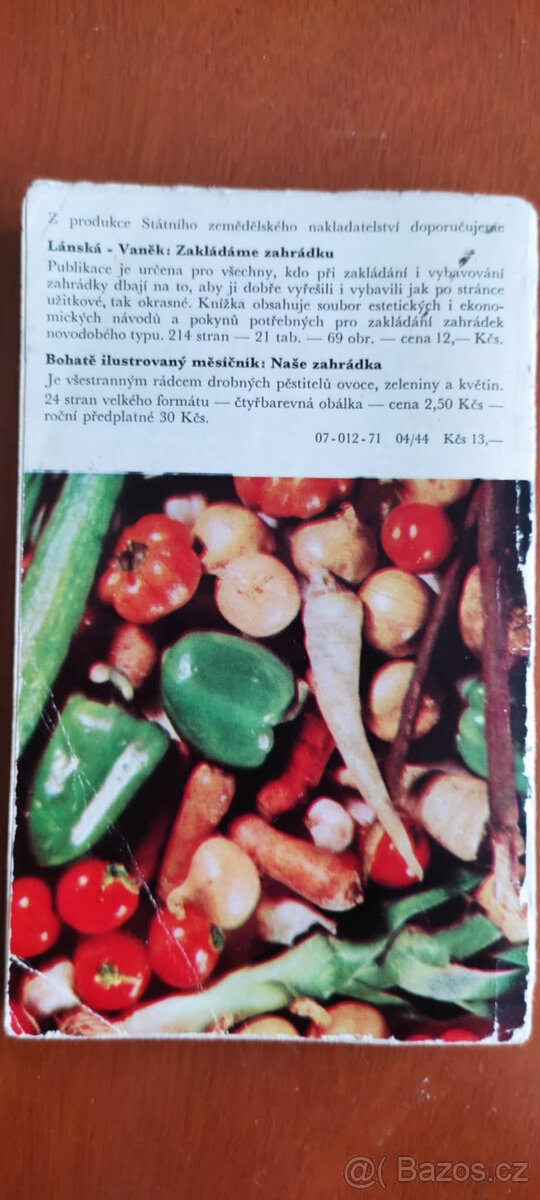 Z produkce Státního zemědělského nakladatelství doporučujeme
Lánská - Vaněk: Zakládáme zahrádku
Publikace je určena pro všechny, kdo při zakládání i vybavování
zahrádky dbají na to, aby ji dobře vyřešili i vybavili jak po stránce
užitkové, tak okrasné. Knížka obsahuje soubor estetických i ekono-
mických návodů a pokynů potřebných pro zakládání zahrádek
novodobého typu. 214 stran — 21 tab. — 69 obr. — cena 12,— Kčs.
Bohatě ilustrovaný měsíčník: Naše zahrádka
Je všestranným rádcem drobných pěstitelů ovoce, zeleniny a květin.
24 stran velkého formátu — čtyřbarevná obálka — cena 2,50 Kčs —
roční předplatné 30 Kčs.
07-012-71 04/44 Kčs 13,—
@( Bazos.cz